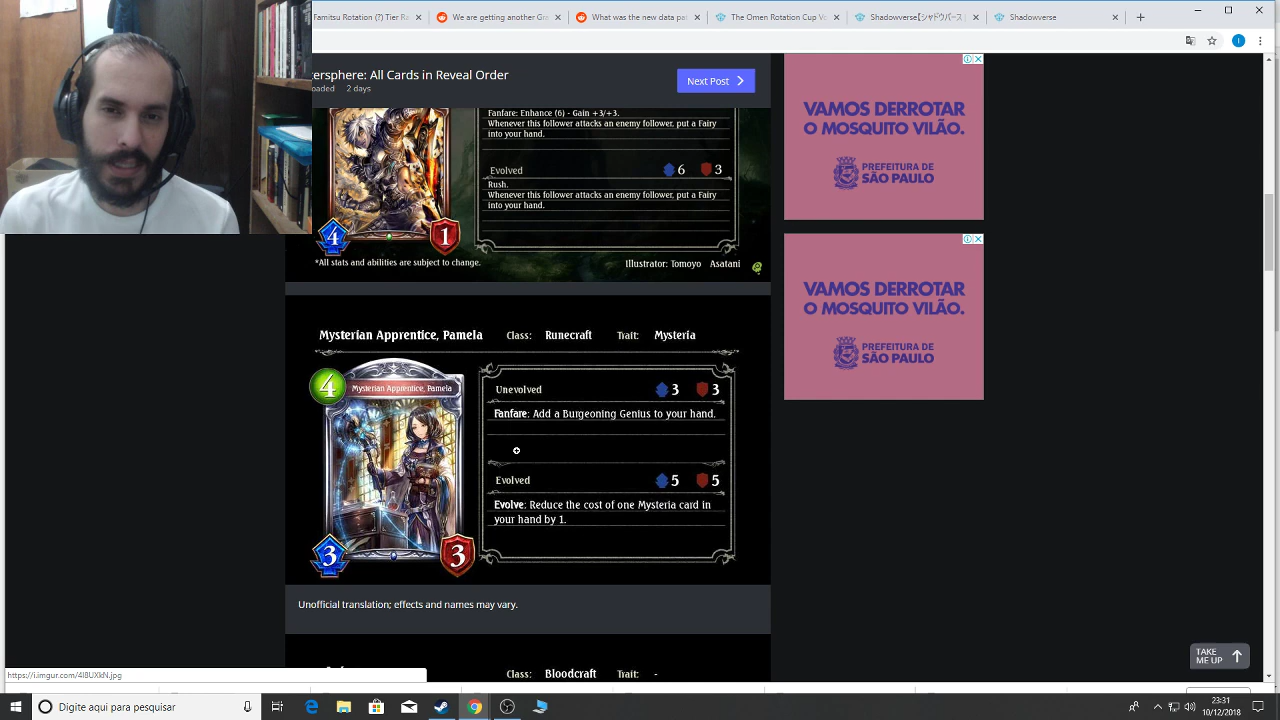 Famitsu Rotation (?) Tier Ra
We are getting another Gra
What was the new data pa
The Omen Rotation Cup Va
Shadowverse【シャドウバース |
Shadowverse
ersphere: All Cards in Reveal Order
oaded 2 days
Next Post
Fanfare: Enhance (6) - Gain +3/+3.
Whenever this follower attacks an enemy follower, put a Fairy
into your hand.
Evolved 6 3
Rush.
Whenever this follower attacks an enemy follower, put a Fairy
into your hand.
4 1
*All stats and abilities are subject to change.
Illustrator: Tomoyo Asatani
Mysterian Apprentice, Pamela Class: Runecraft Trait: Mysteria
4 Mysterian Apprentice, Pamela
Unevolved 3 3
Fanfare: Add a Burgeoning Genius to your hand.
Evolved 5 5
Evolve: Reduce the cost of one Mysteria card in
your hand by 1.
3 3
Unofficial translation; effects and names may vary.
Class: Bloodcraft Trait: -
VAMOS DERROTAR
O MOSQUITO VILÃO.
PREFEITURA DE
SÃO PAULO
VAMOS DERROTAR
O MOSQUITO VILÃO.
PREFEITURA DE
SÃO PAULO
TAKE
ME UP
https://i.imgur.com/4I8UXkN.jpg
Digite aqui para pesquisar
23:31
10/12/2018